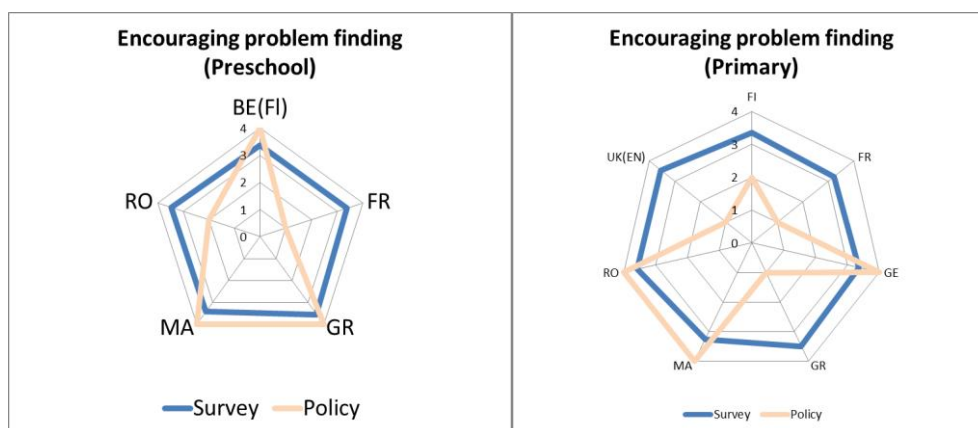 Encouraging problem finding
(Preschool)
BE(Fl)
4
3
2
1
0
RO
FR
MA
GR
Survey
Policy
Encouraging problem finding
(Primary)
FI
4
3
2
1
0
UK(EN)
FR
RO
GE
MA
GR
Survey
Policy